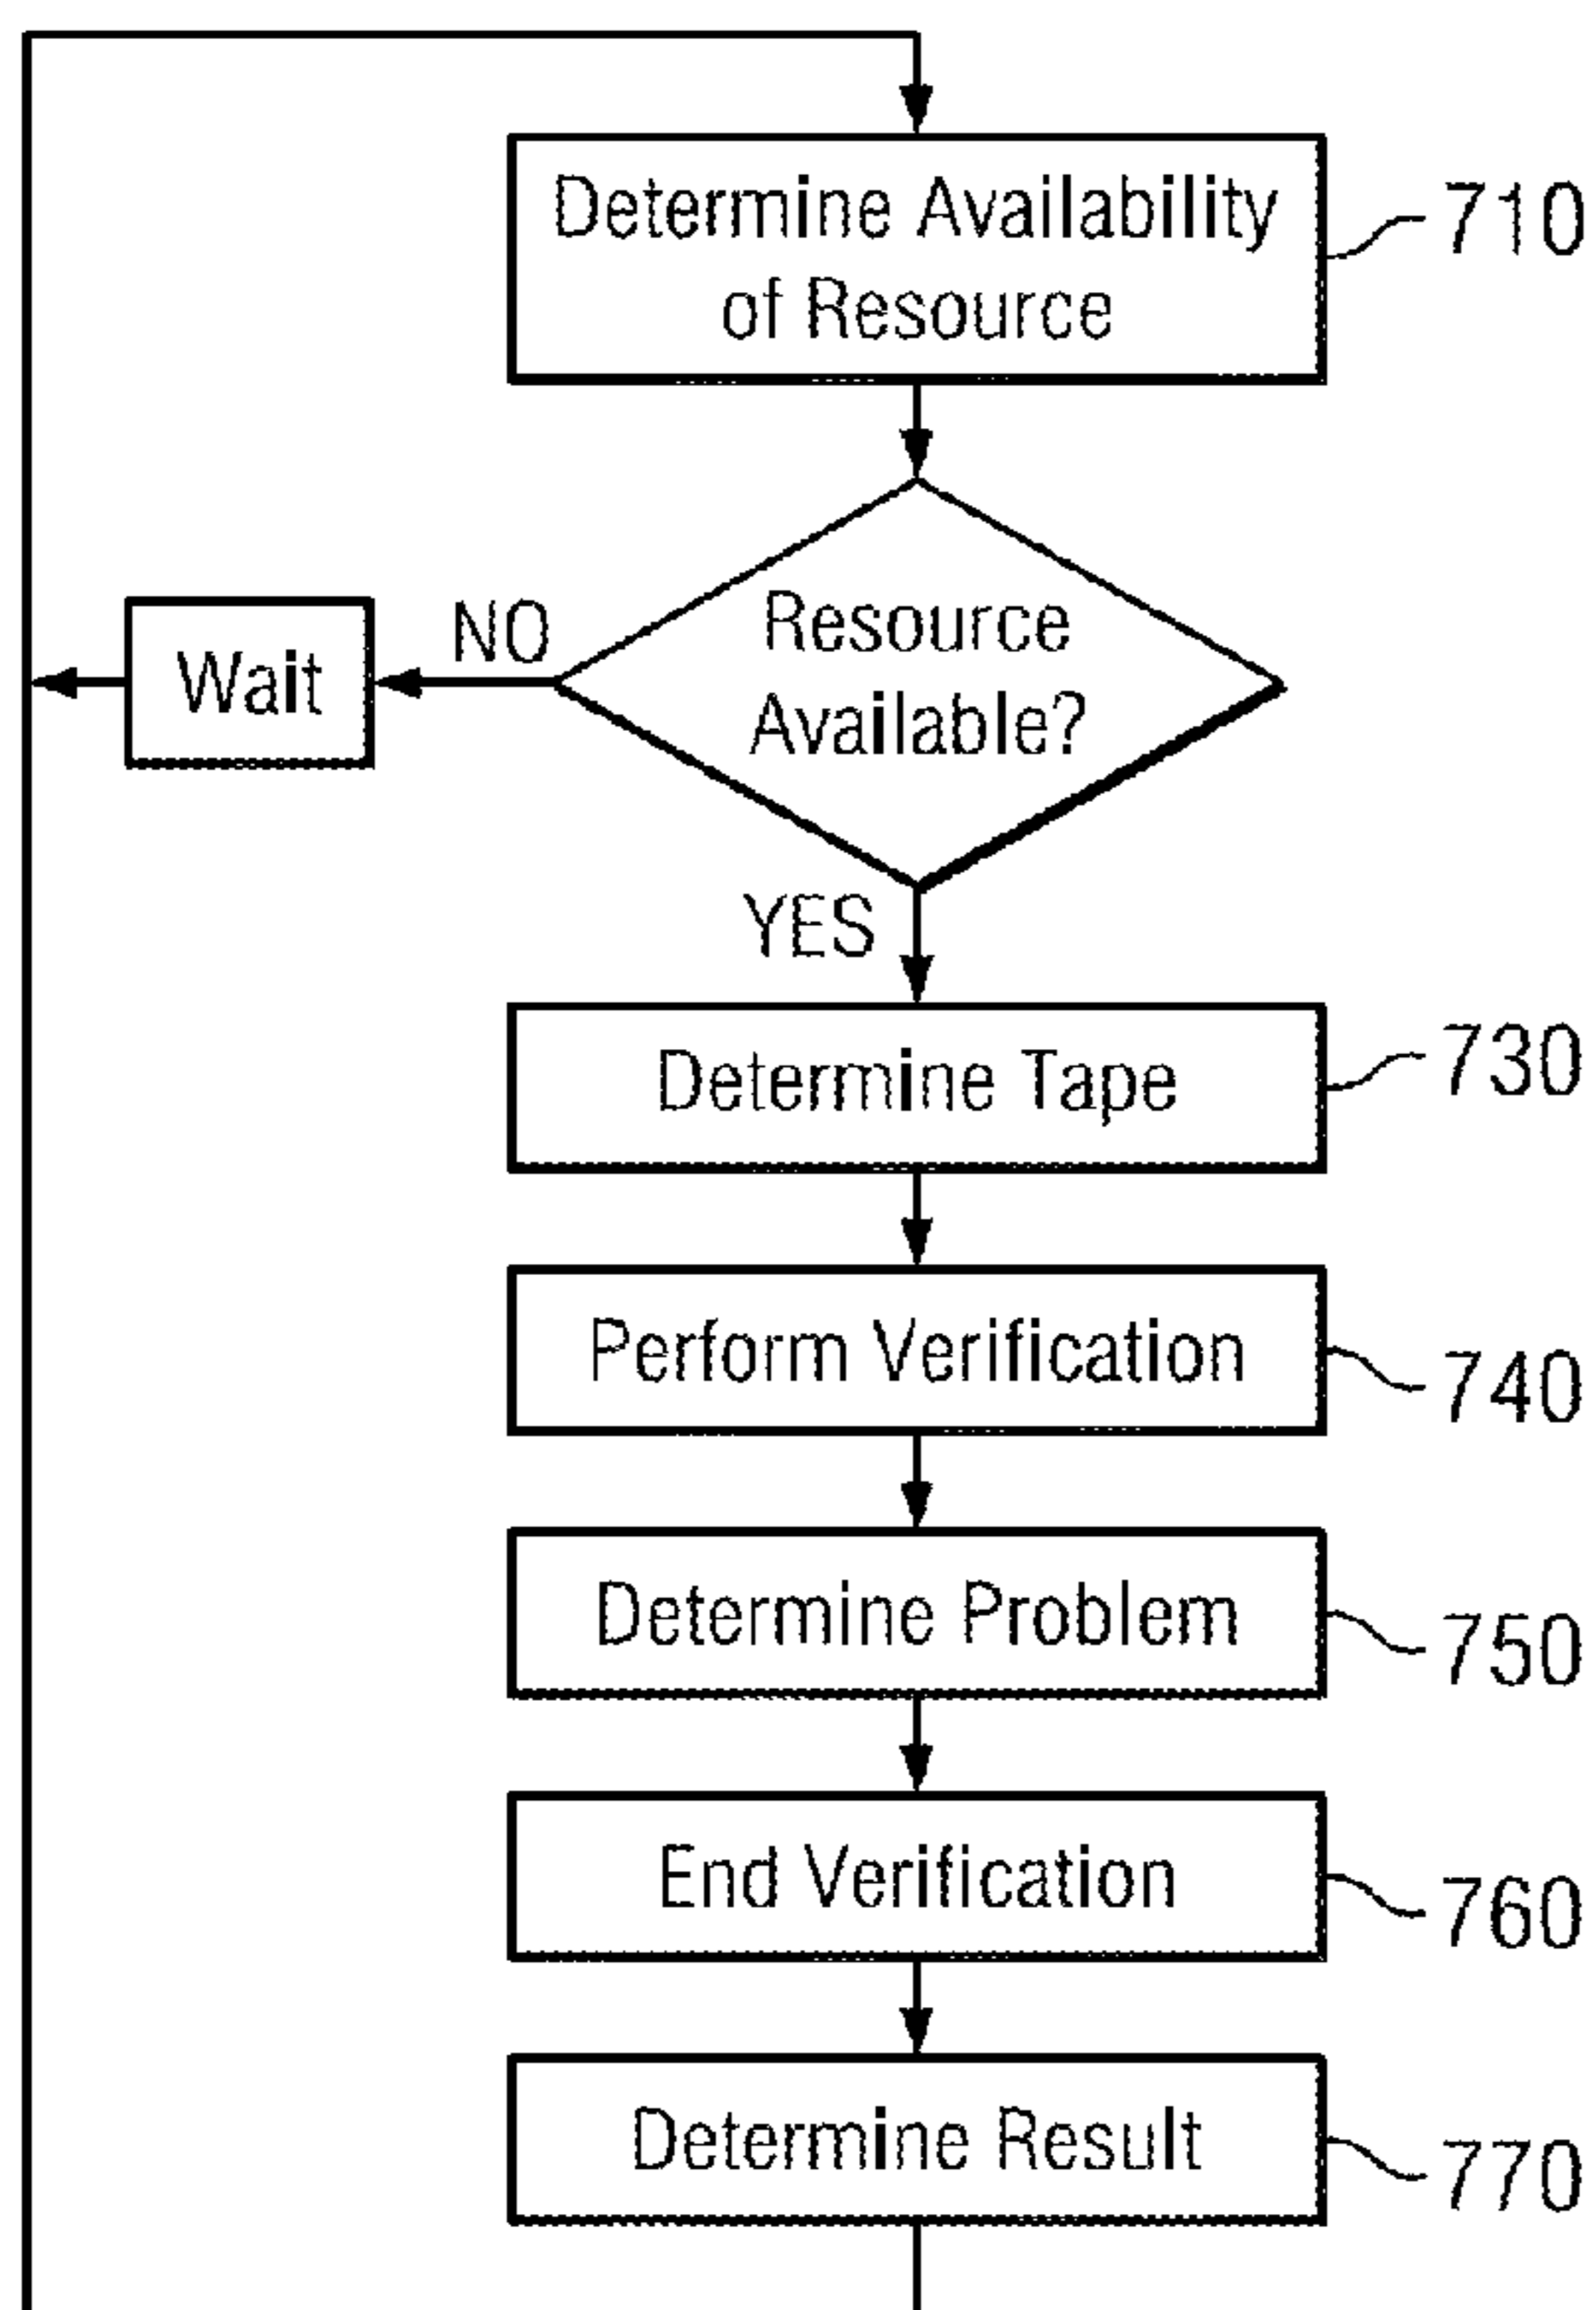 Determine Availability
of Resource
710
Resource
Available?
NO
Wait
YES
Determine Tape
730
Perform Verification
740
Determine Problem
750
End Verification
760
Determine Result
770